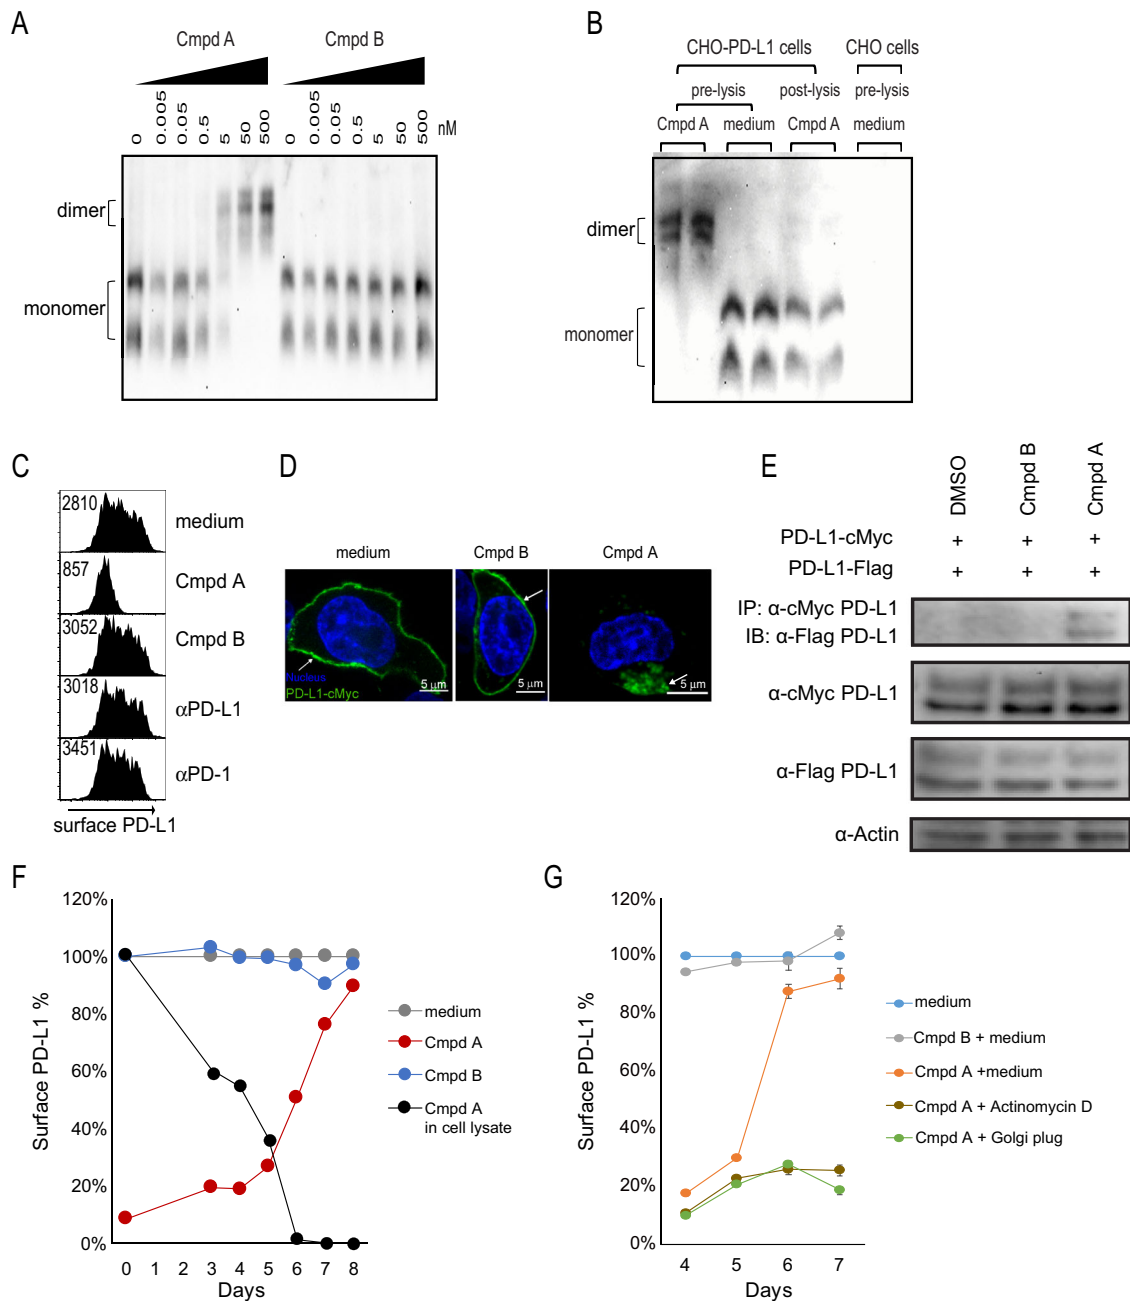 A
Cmpd A
Cmpd B
0 0.005 0.05 0.5 5 50 500 0 0.005 0.05 0.5 5 50 500 nM
dimer
monomer
B
CHO-PD-L1 cells
CHO cells
pre-lysis
post-lysis
pre-lysis
Cmpd A
medium
Cmpd A
medium
dimer
monomer
C
2810
medium
857
Cmpd A
3052
Cmpd B
3018
αPD-L1
3451
αPD-1
surface PD-L1
D
medium
Cmpd B
Cmpd A
Nucleus
PD-L1-cMyc
5 µm
5 µm
5 µm
E
DMSO
Cmpd B
Cmpd A
PD-L1-cMyc + + +
PD-L1-Flag + + +
IP: α-cMyc PD-L1
IB: α-Flag PD-L1
α-cMyc PD-L1
α-Flag PD-L1
α-Actin
F
120%
100%
80%
60%
40%
20%
0%
Surface PD-L1 %
0 1 2 3 4 5 6 7 8
Days
medium
Cmpd A
Cmpd B
Cmpd A
in cell lysate
G
120%
100%
80%
60%
40%
20%
0%
Surface PD-L1 %
4 5 6 7
Days
medium
Cmpd B + medium
Cmpd A +medium
Cmpd A + Actinomycin D
Cmpd A + Golgi plug